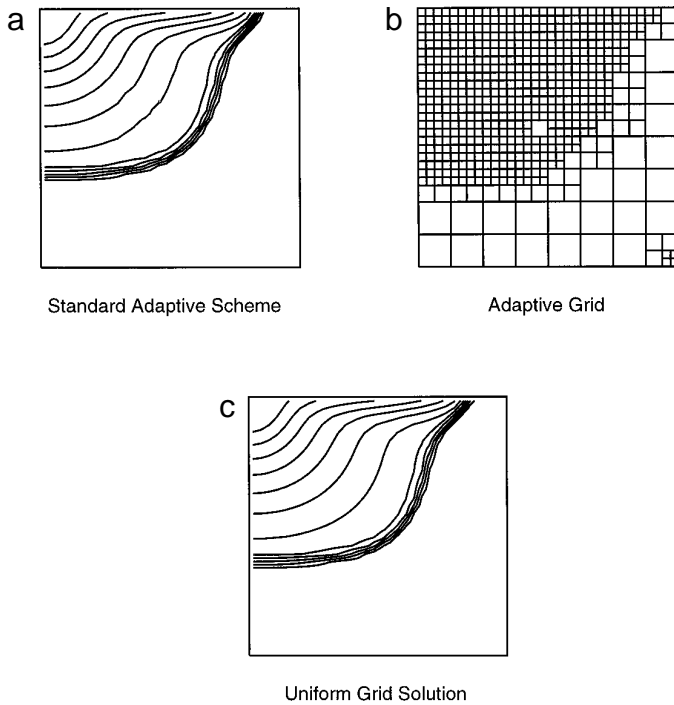 a
b
Standard Adaptive Scheme
Adaptive Grid
c
Uniform Grid Solution